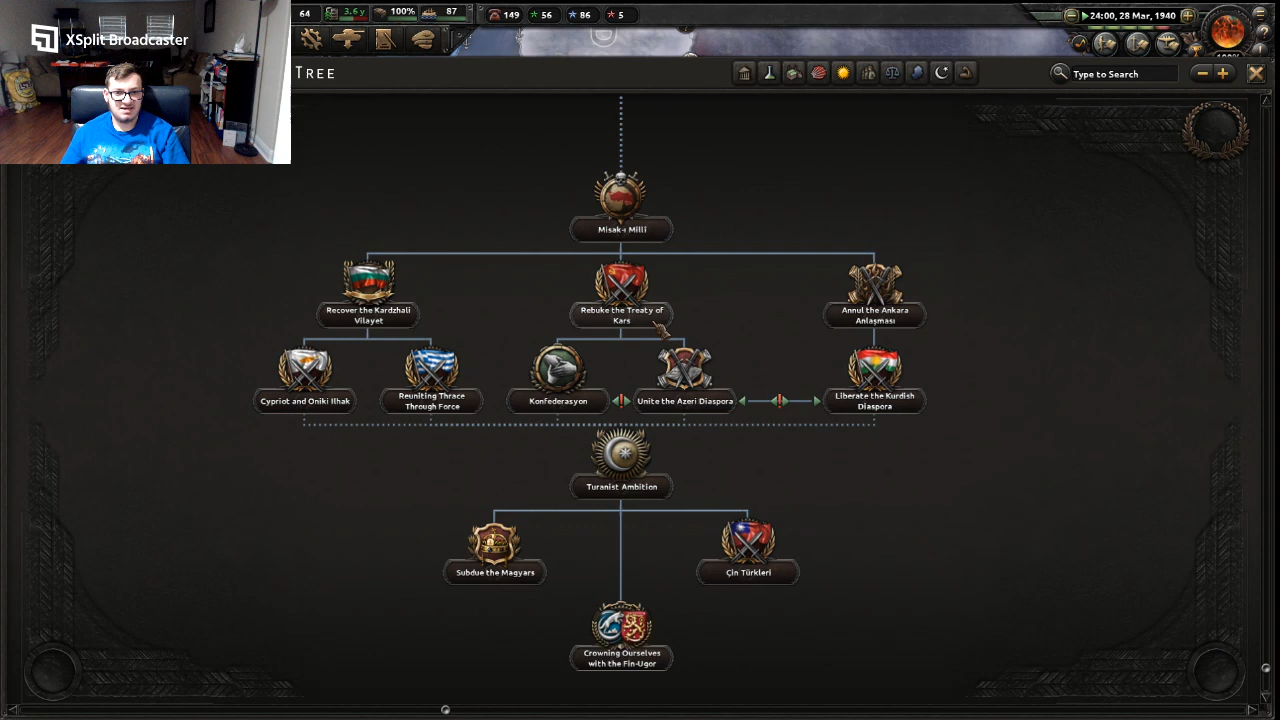 XSplit Broadcaster
64 3.6 y 100% 87 149 56 86 5
24:00, 28 Mar, 1940
100%
TREE
Type to Search
Misak-ı Millî
Recover the Kardzhali
Vilayet
Rebuke the Treaty of
Kars
Annul the Ankara
Anlaşması
Cypriot and Oniki Ilhak
Reuniting Thrace
Through Force
Konfederasyon
Unite the Azeri Diaspora
Liberate the Kurdish
Diaspora
Turanist Ambition
Subdue the Magyars
Çin Türkleri
Crowning Ourselves
with the Fin-Ugor